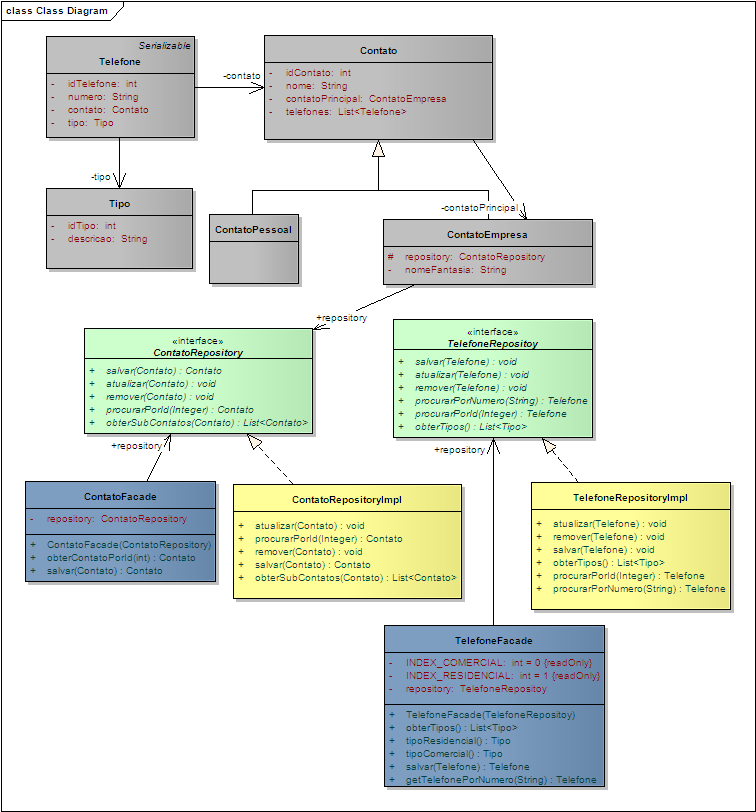 class Class Diagram
Serializable
Telefone
- idTelefone: int
- numero: String
- contato: Contato
- tipo: Tipo
-contato
Contato
- idContato: int
- nome: String
- contatoPrincipal: ContatoEmpresa
- telefones: List<Telefone>
-tipo
Tipo
- idTipo: int
- descricao: String
ContatoPessoal
-contatoPrincipal
ContatoEmpresa
# repository: ContatoRepository
- nomeFantasia: String
+repository
«interface»
ContatoRepository
+ salvar(Contato) : Contato
+ atualizar(Contato) : void
+ remover(Contato) : void
+ procurarPorId(Integer) : Contato
+ obterSubContatos(Contato) : List<Contato>
«interface»
TelefoneRepositoy
+ salvar(Telefone) : void
+ atualizar(Telefone) : void
+ remover(Telefone) : void
+ procurarPorNumero(String) : Telefone
+ procurarPorId(Integer) : Telefone
+ obterTipos() : List<Tipo>
+repository
+repository
ContatoFacade
- repository: ContatoRepository
+ ContatoFacade(ContatoRepository)
+ obterContatoPorId(int) : Contato
+ salvar(Contato) : Contato
ContatoRepositoryImpl
+ atualizar(Contato) : void
+ procurarPorId(Integer) : Contato
+ remover(Contato) : void
+ salvar(Contato) : Contato
+ obterSubContatos(Contato) : List<Contato>
TelefoneRepositoryImpl
+ atualizar(Telefone) : void
+ remover(Telefone) : void
+ salvar(Telefone) : void
+ obterTipos() : List<Tipo>
+ procurarPorId(Integer) : Telefone
+ procurarPorNumero(String) : Telefone
TelefoneFacade
- INDEX_COMERCIAL: int = 0 {readOnly}
- INDEX_RESIDENCIAL: int = 1 {readOnly}
- repository: TelefoneRepositoy
+ TelefoneFacade(TelefoneRepositoy)
+ obterTipos() : List<Tipo>
+ tipoResidencial() : Tipo
+ tipoComercial() : Tipo
+ salvar(Telefone) : Telefone
+ getTelefonePorNumero(String) : Telefone